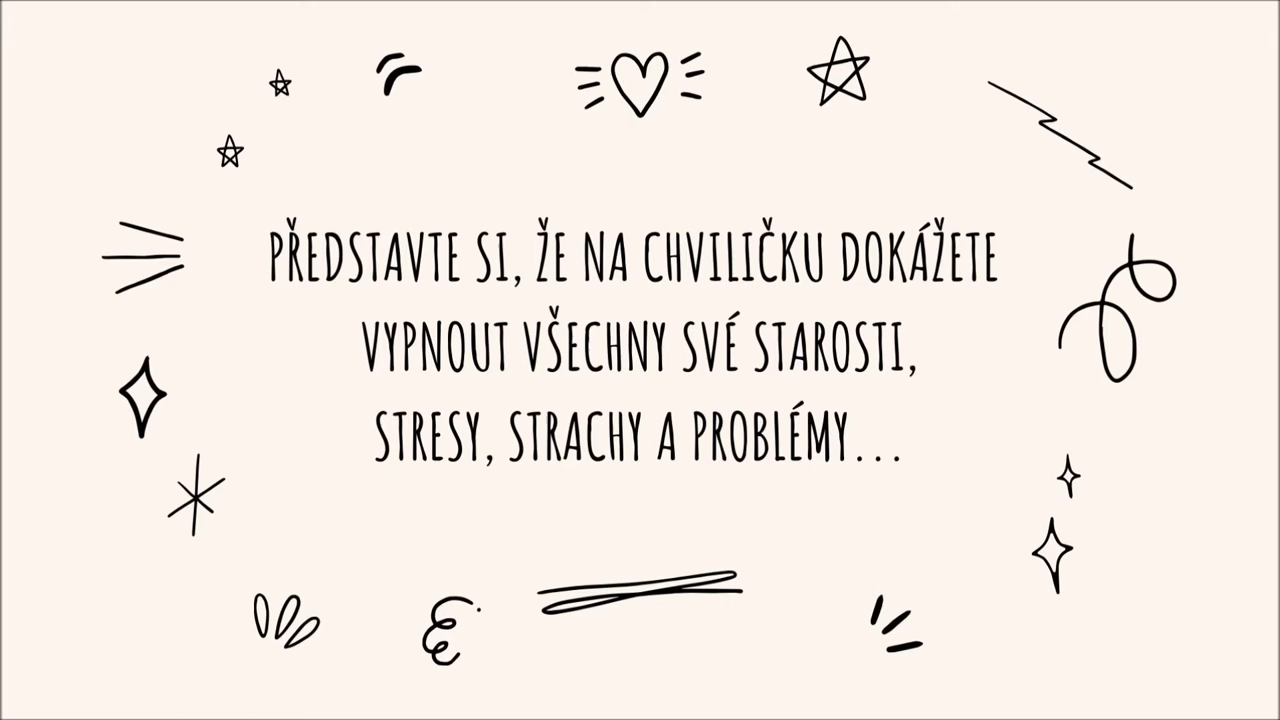 PŘEDSTAVTE SI, ŽE NA CHVILIČKU DOKÁŽETE
VYPNOUT VŠECHNY SVÉ STAROSTI,
STRESY, STRACHY A PROBLÉMY...